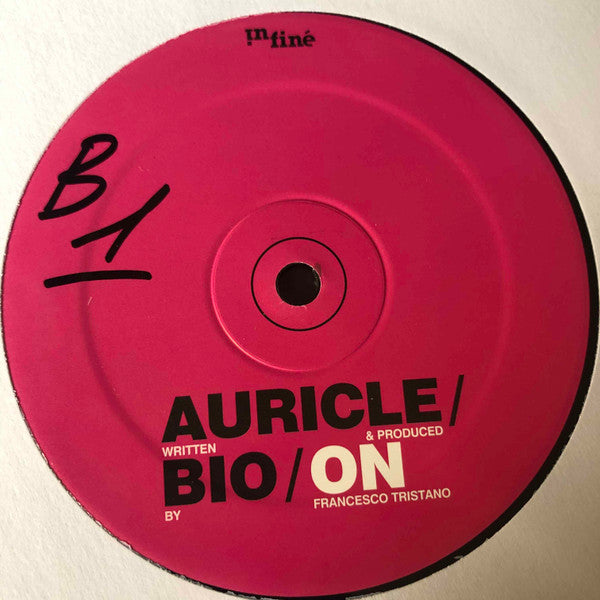 infiné
B1
AURICLE/
WRITTEN & PRODUCED
BIO/ON
BY FRANCESCO TRISTANO